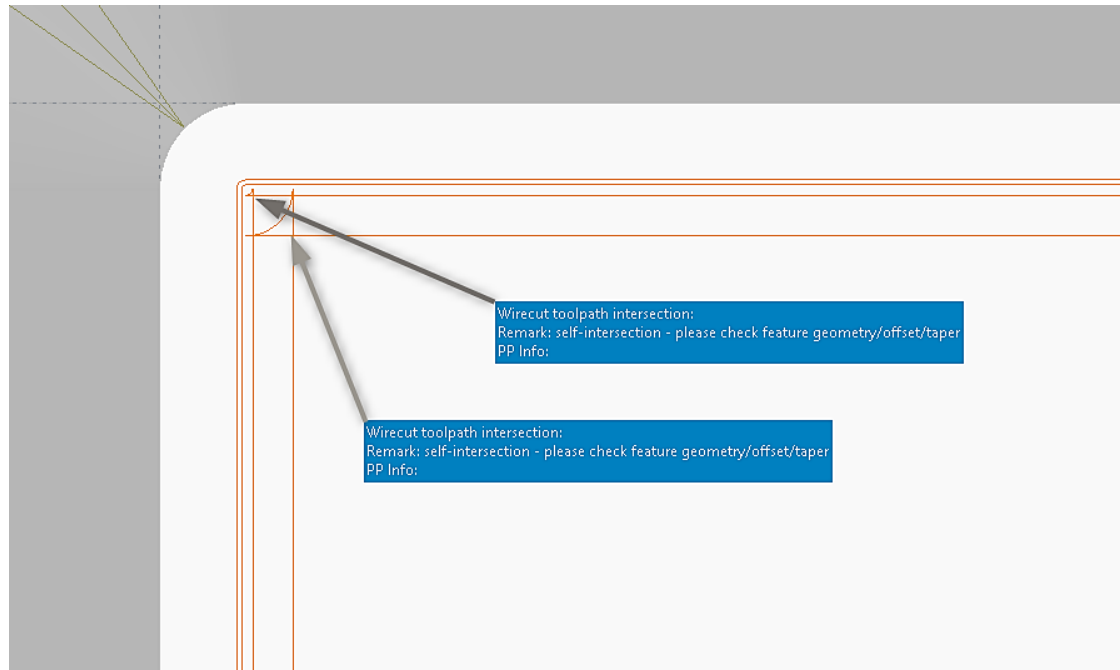 Wirecut toolpath intersection:
Remark: self-intersection - please check feature geometry/offset/taper
PP Info:
Wirecut toolpath intersection:
Remark: self-intersection - please check feature geometry/offset/taper
PP Info: